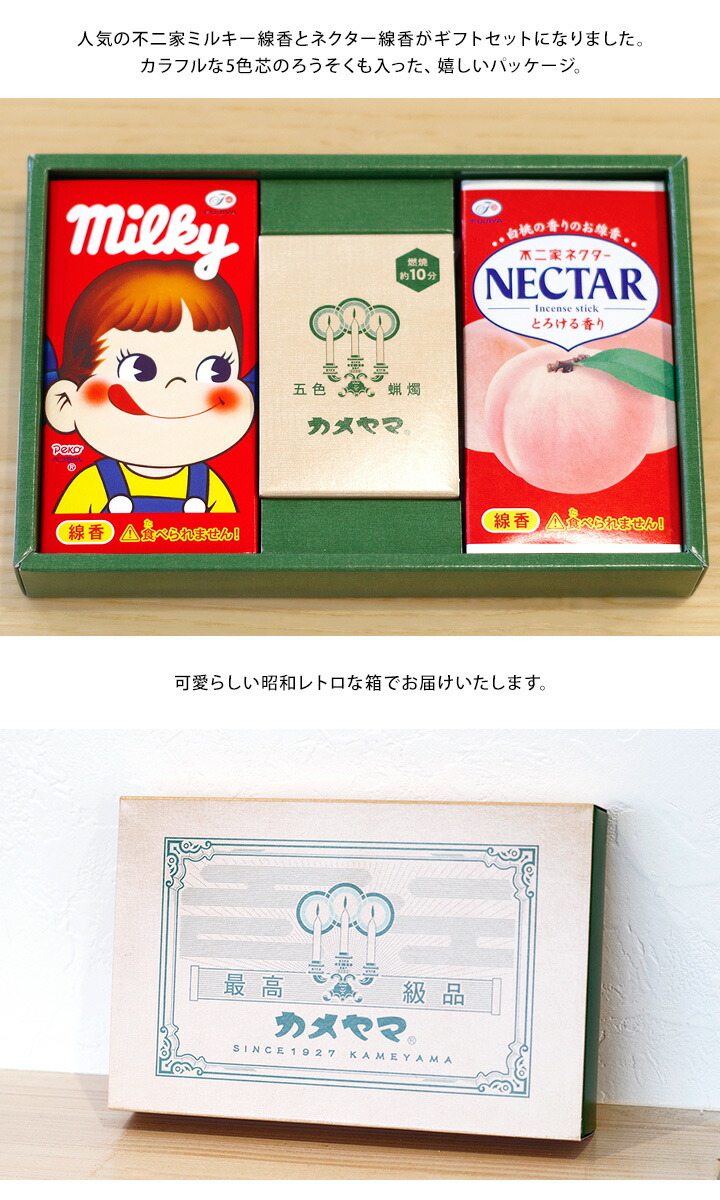 人気の不二家ミルキー線香とネクター線香がギフトセットになりました。
カラフルな5色芯のろうそくも入った、嬉しいパッケージ。
FUJIYA
milky
Peko
®
線香
食べられません!
た
燃焼
約10分
五色 蝋燭
カメヤマ®
FUJIYA
白桃の香りのお線香
不二家ネクター
NECTAR
Incense stick
とろける香り
線香
食べられません!
た
可愛らしい昭和レトロな箱でお届けいたします。
最高 級品
カメヤマ®
SINCE1927 KAMEYAMA